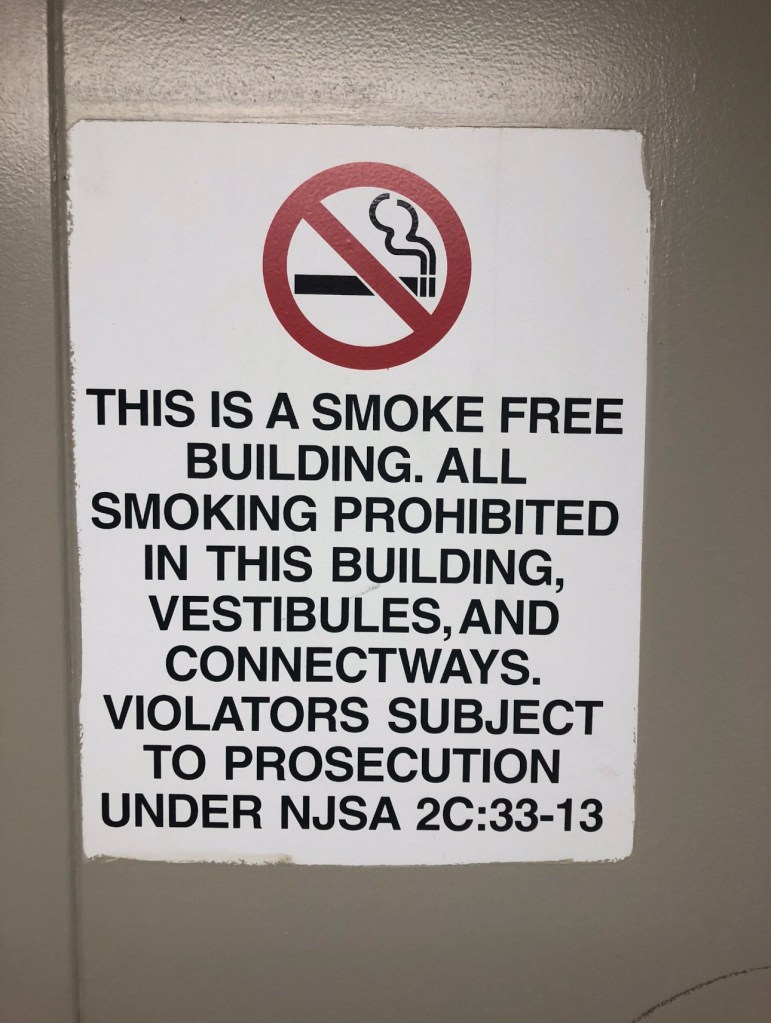 THIS IS A SMOKE FREE
BUILDING. ALL
SMOKING PROHIBITED
IN THIS BUILDING,
VESTIBULES, AND
CONNECTWAYS.
VIOLATORS SUBJECT
TO PROSECUTION
UNDER NJSA 2C:33-13